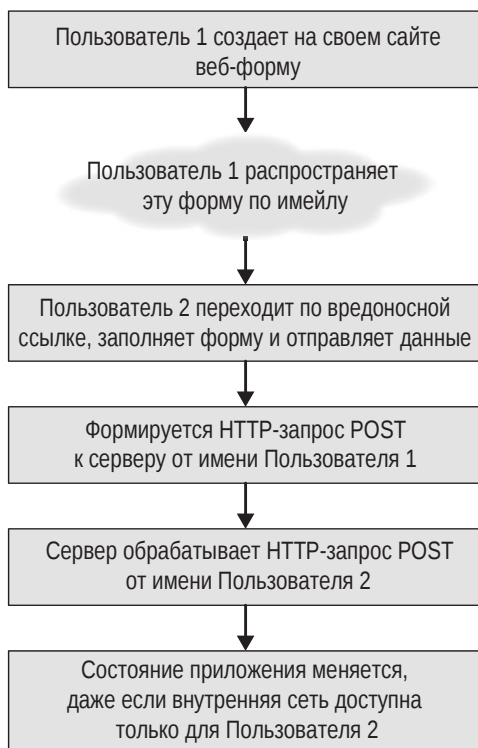 Пользователь 1 создает на своем сайте
веб-форму
Пользователь 1 распространяет
эту форму по имейлу
Пользователь 2 переходит по вредоносной
ссылке, заполняет форму и отправляет данные
Формируется HTTP-запрос POST
к серверу от имени Пользователя 1
Сервер обрабатывает HTTP-запрос POST
от имени Пользователя 2
Состояние приложения меняется,
даже если внутренняя сеть доступна
только для Пользователя 2